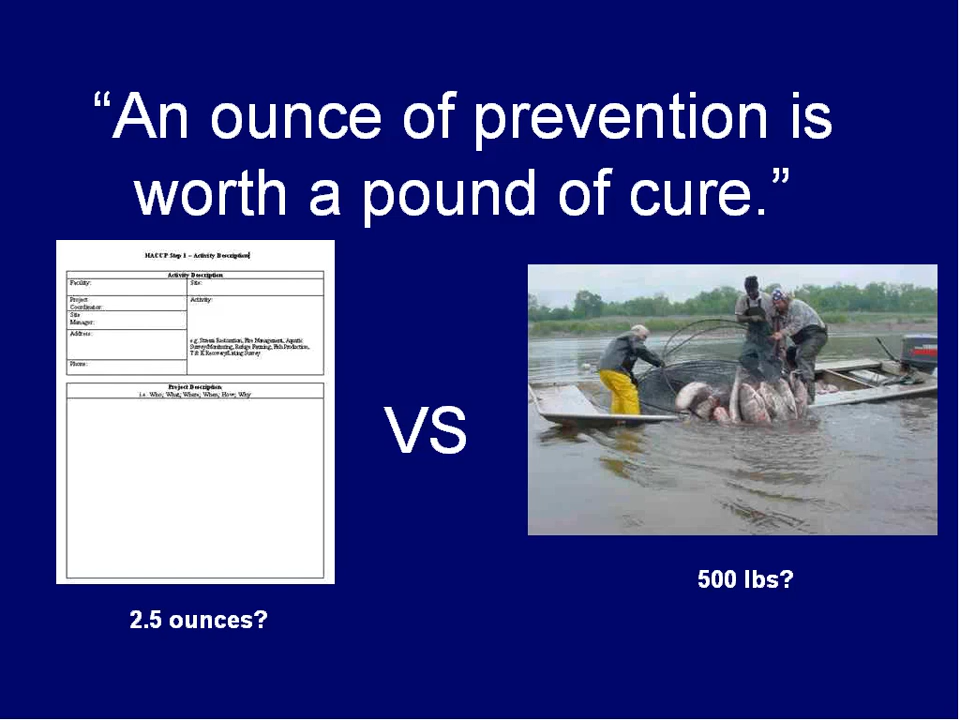 “An ounce of prevention is
worth a pound of cure.”
HACCP Step 1 – Activity Description
Activity Description
Facility:
Site:
Project
Coordinator:
Activity:
Site
Manager:
Address:
e.g. Stream Restoration, Fire Management, Aquatic
Survey/Monitoring, Refuge Farming, Fish Production,
T & E Recovery/Listing Survey
Phone:
Project Description
i.e. Who; What; Where; When; How; Why
VS
500 lbs?
2.5 ounces?